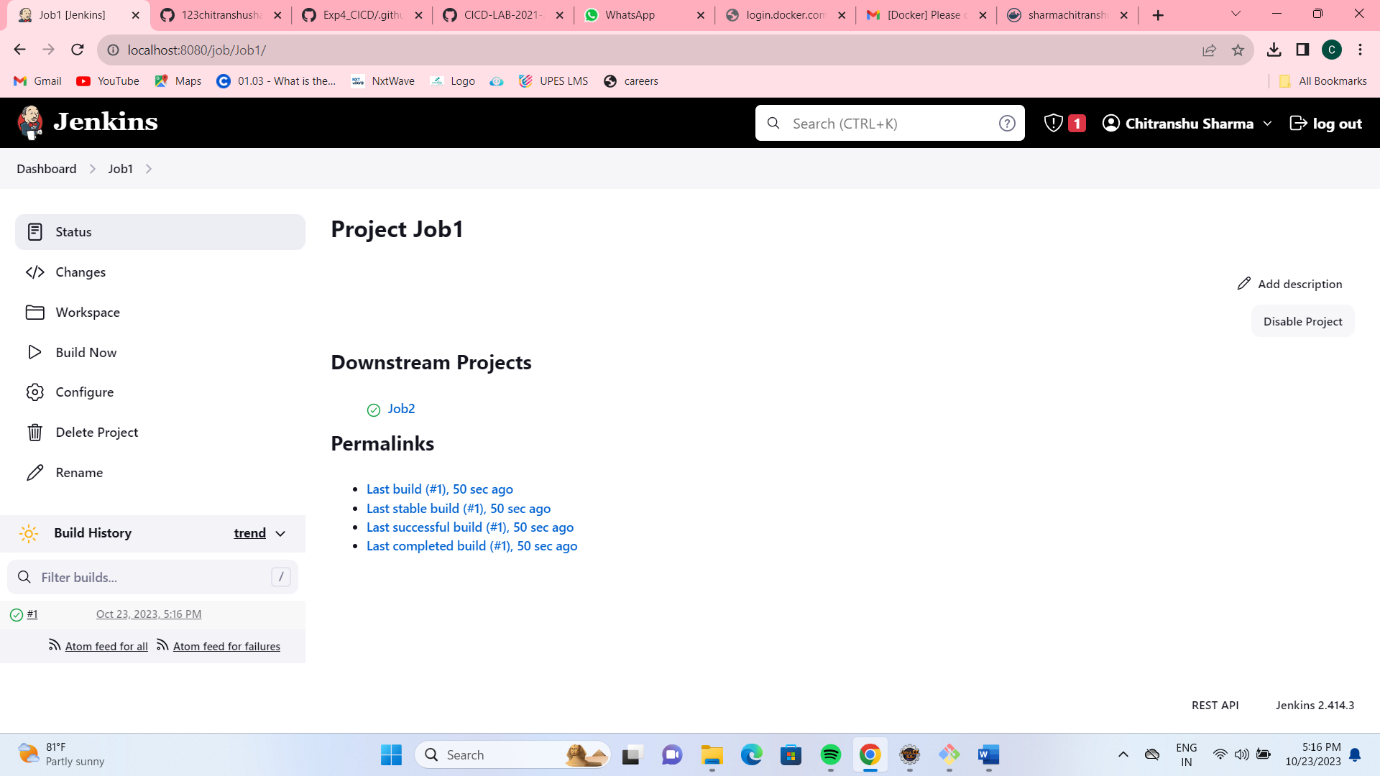 Job1 [Jenkins]
123chitranshusha
Exp4_CICD/.githu
CICD-LAB-2021-
WhatsApp
login.docker.com
[Docker] Please c
sharmachitransh
localhost:8080/job/Job1/
C
Gmail
YouTube
Maps
01.03 - What is the...
NxtWave
Logo
UPES LMS
careers
All Bookmarks
Jenkins
Search (CTRL+K)
?
1
Chitranshu Sharma
log out
Dashboard
Job1
Status
Changes
Workspace
Build Now
Configure
Delete Project
Rename
Build History
trend
Filter builds...
/
#1
Oct 23, 2023, 5:16 PM
Atom feed for all
Atom feed for failures
Project Job1
Add description
Disable Project
Downstream Projects
Job2
Permalinks
Last build (#1), 50 sec ago
Last stable build (#1), 50 sec ago
Last successful build (#1), 50 sec ago
Last completed build (#1), 50 sec ago
REST API
Jenkins 2.414.3
81°F
Partly sunny
Search
ENG
IN
5:16 PM
10/23/2023